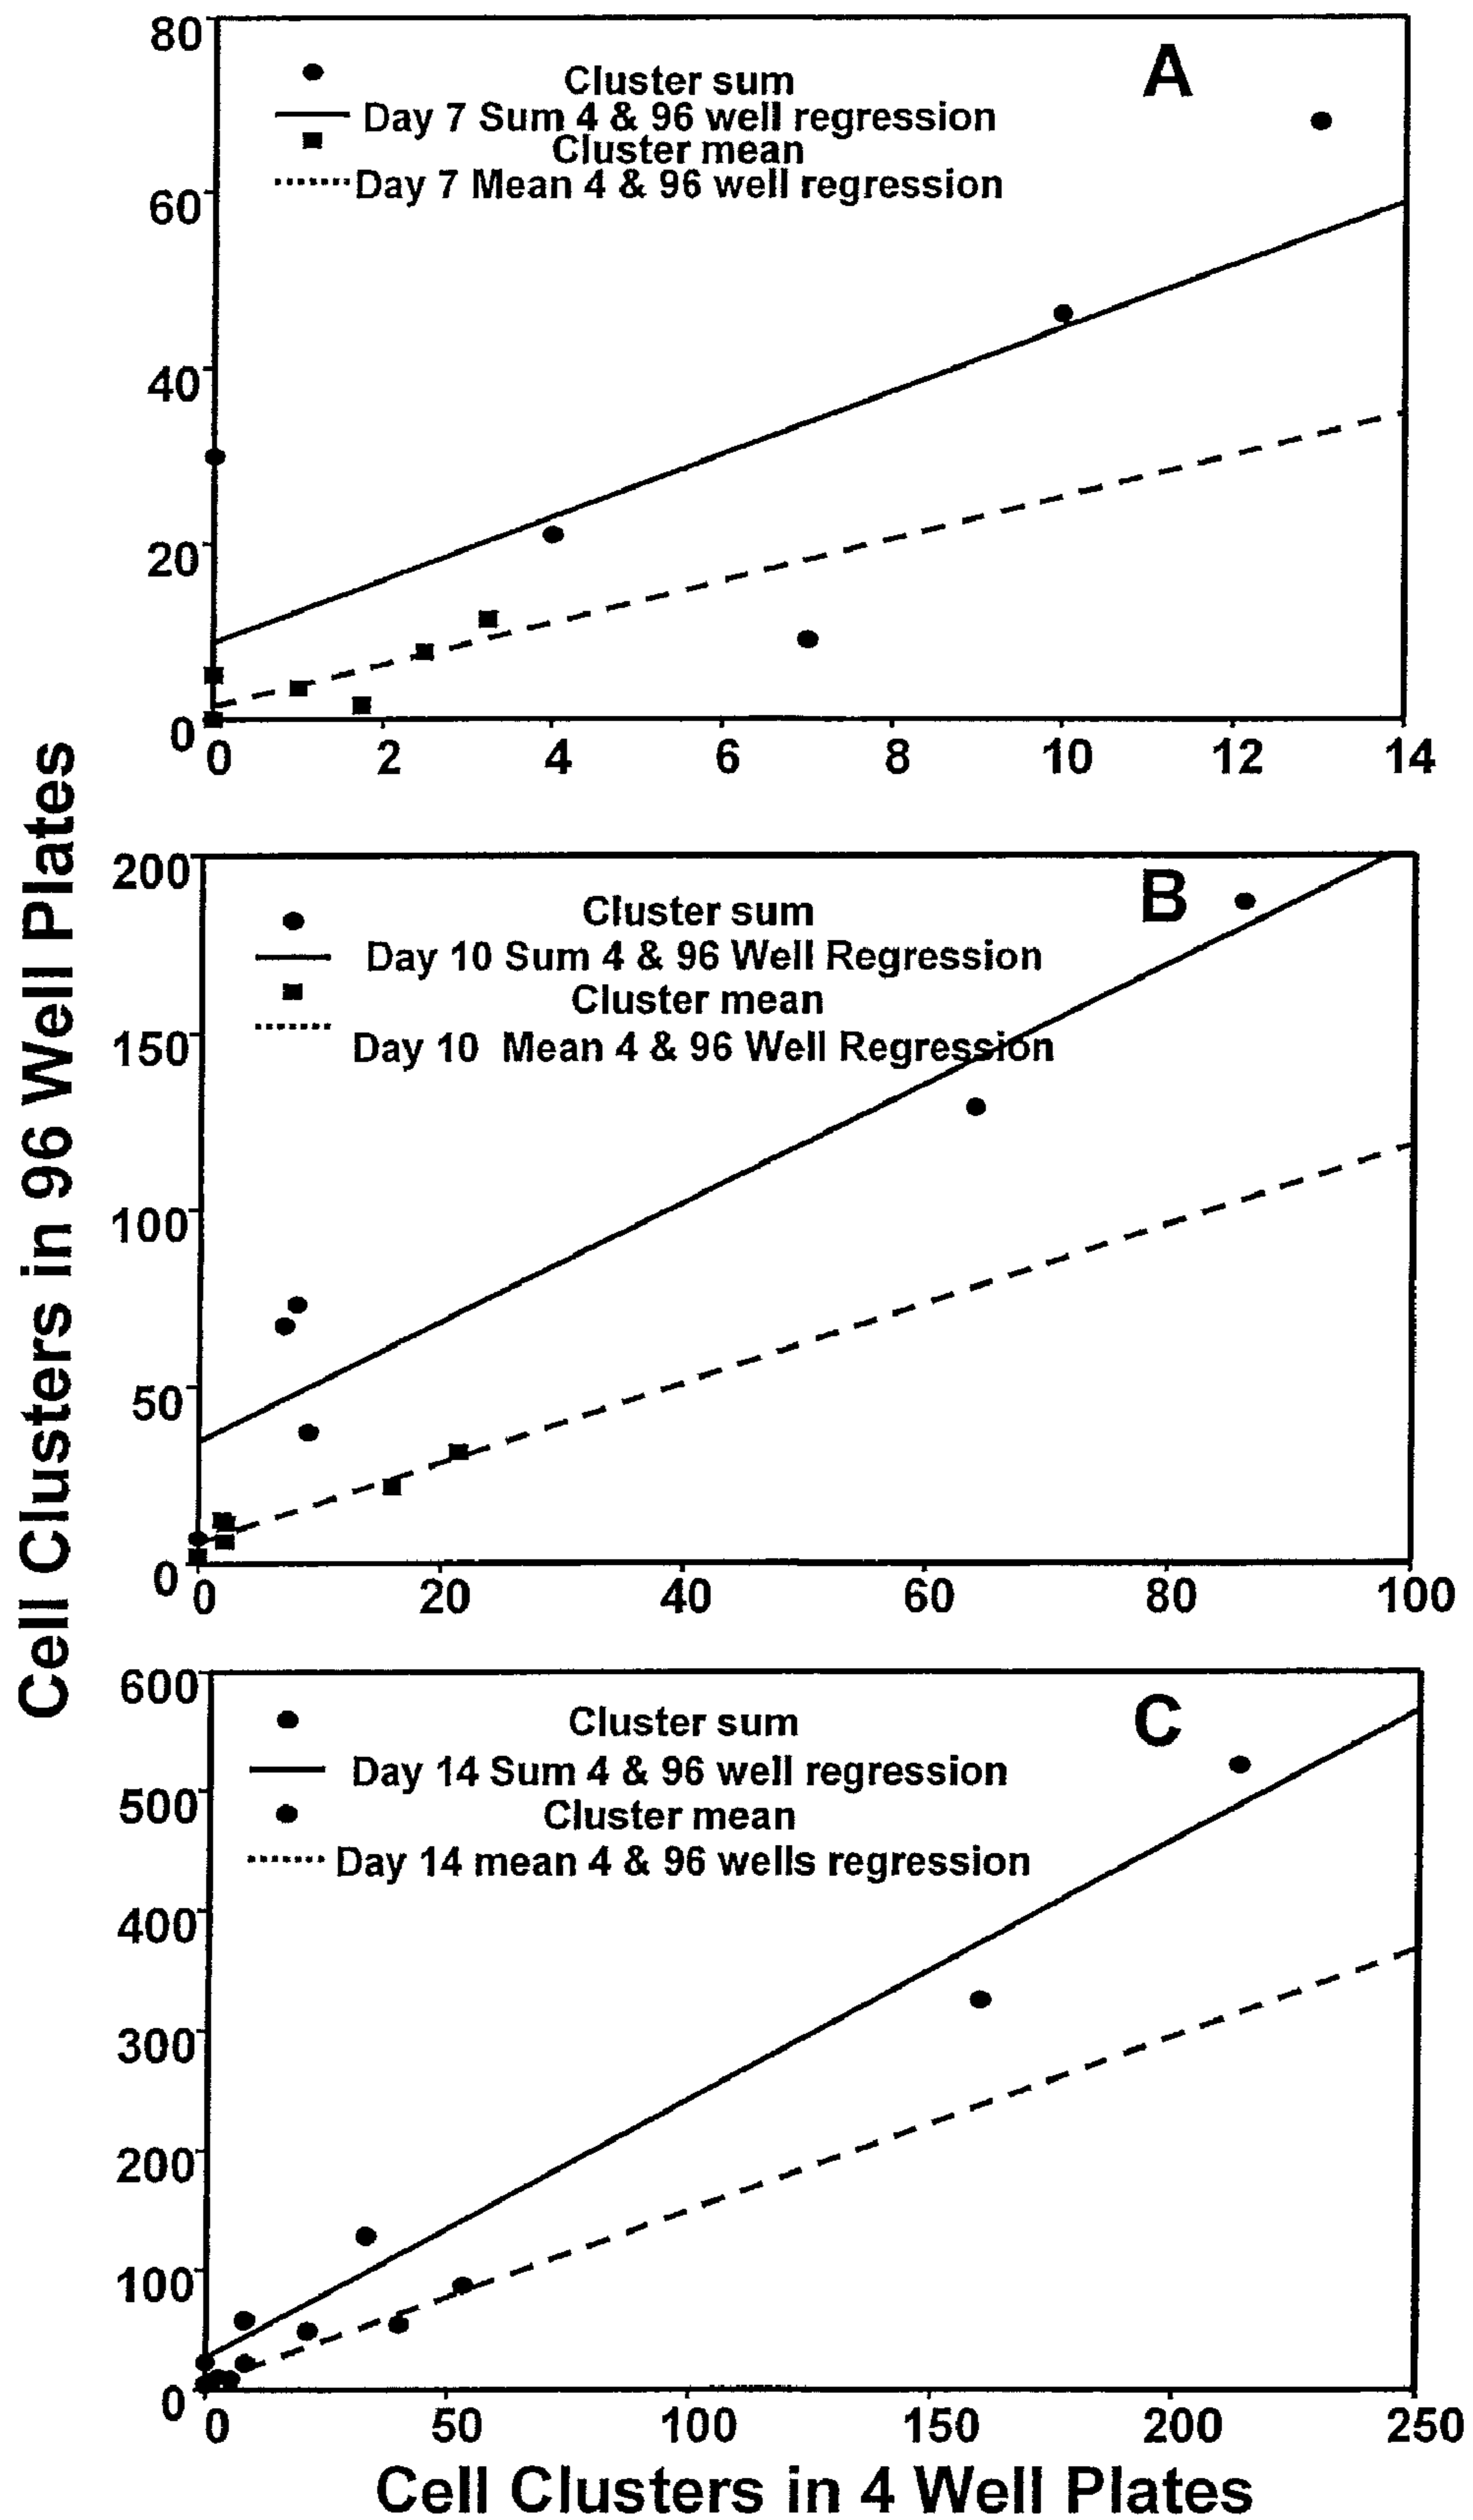 Cell Clusters in 96 Well Plates
A
80
60
40
20
0
Cluster sum
Day 7 Sum 4 & 96 well regression
Cluster mean
Day 7 Mean 4 & 96 well regression
0 2 4 6 8 10 12 14
B
200
150
100
50
0
Cluster sum
Day 10 Sum 4 & 96 Well Regression
Cluster mean
Day 10 Mean 4 & 96 Well Regression
0 20 40 60 80 100
C
600
500
400
300
200
100
0
Cluster sum
Day 14 Sum 4 & 96 well regression
Cluster mean
Day 14 mean 4 & 96 wells regression
0 50 100 150 200 250
Cell Clusters in 4 Well Plates